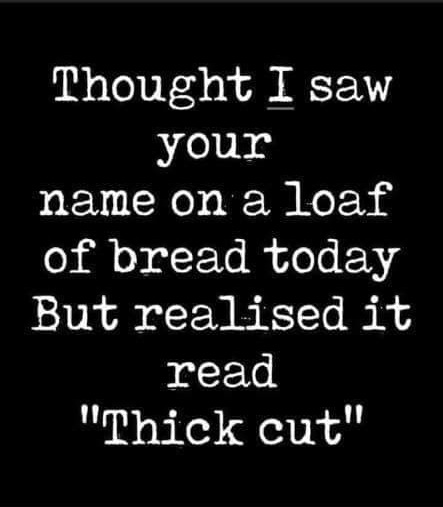 Thought I saw
your
name on a loaf
of bread today
But realised it
read
"Thick cut"